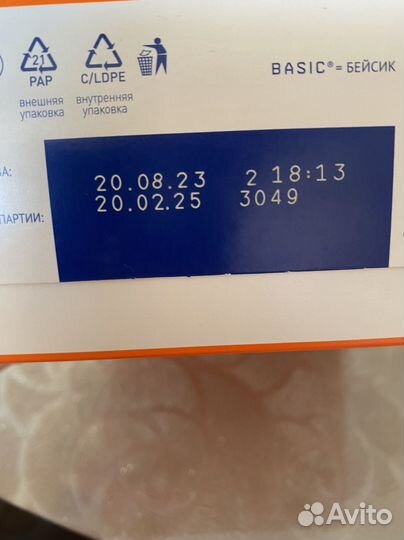 21
PAP
C/LDPE
BASIC®= БЕЙСИК
внешняя
упаковка
внутренняя
упаковка
ВА:
20.08.23 2 18:13
20.02.25 3049
ПАРТИИ:
Avito